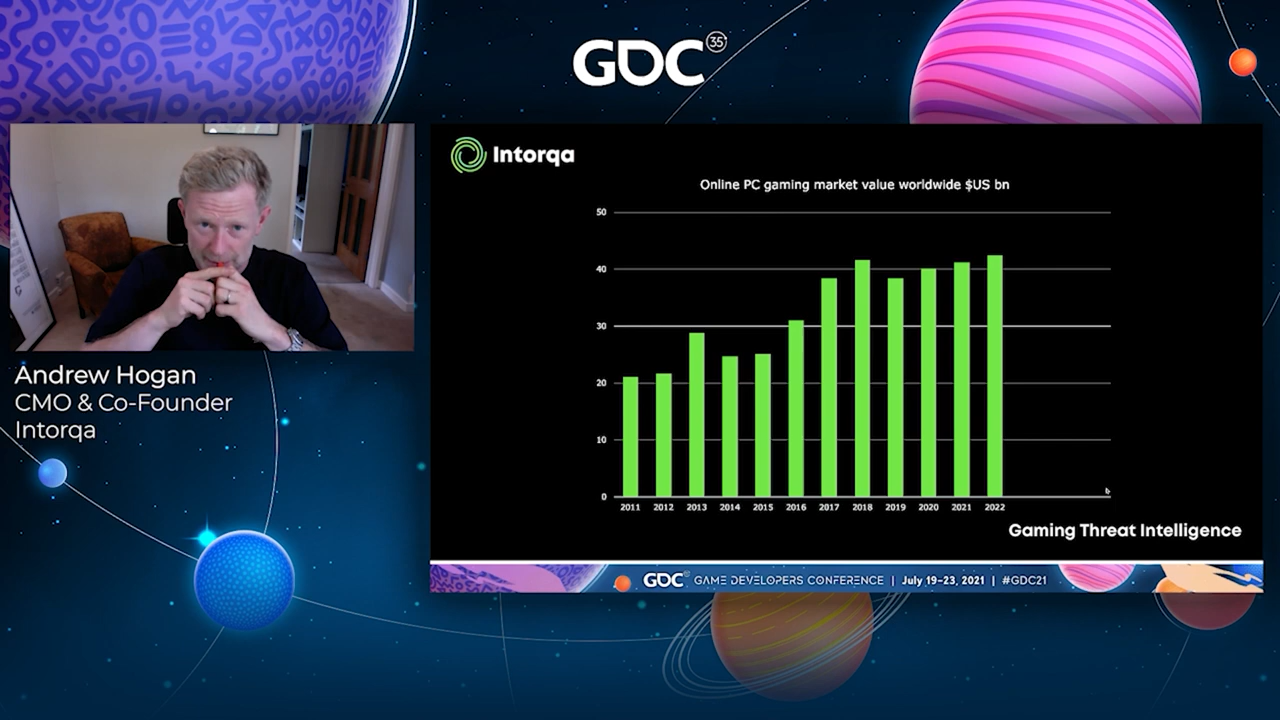 GDC 35
Intorqa
Online PC gaming market value worldwide $US bn
50
40
30
20
10
0
2011 2012 2013 2014 2015 2016 2017 2018 2019 2020 2021 2022
Gaming Threat Intelligence
Andrew Hogan
CMO & Co-Founder
Intorqa
GDC GAME DEVELOPERS CONFERENCE | July 19-23, 2021 | #GDC21